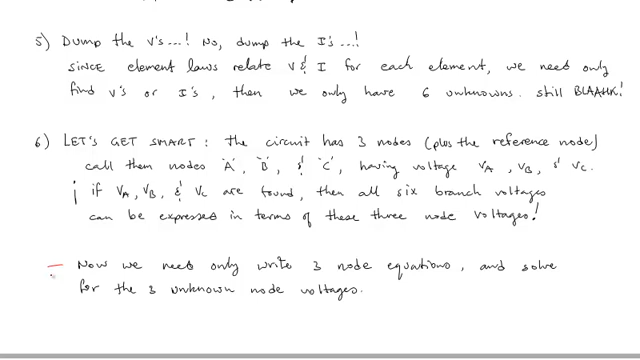 5) Dump the V's...! No, dump the I's...!
SINCE element laws relate V & I for each element, we need only
find V's or I's, then we only have 6 unknowns. still BLAAHK!
6) LET'S GET SMART: the circuit has 3 nodes (plus the reference node)
call them nodes 'A', 'B', & 'C', having voltage VA, VB, & VC.
¡ if VA, VB, & VC are found, then all six branch voltages
can be expressed in terms of these three node voltages!
— Now we need only write 3 node equations, and solve
for the 3 unknown node voltages.